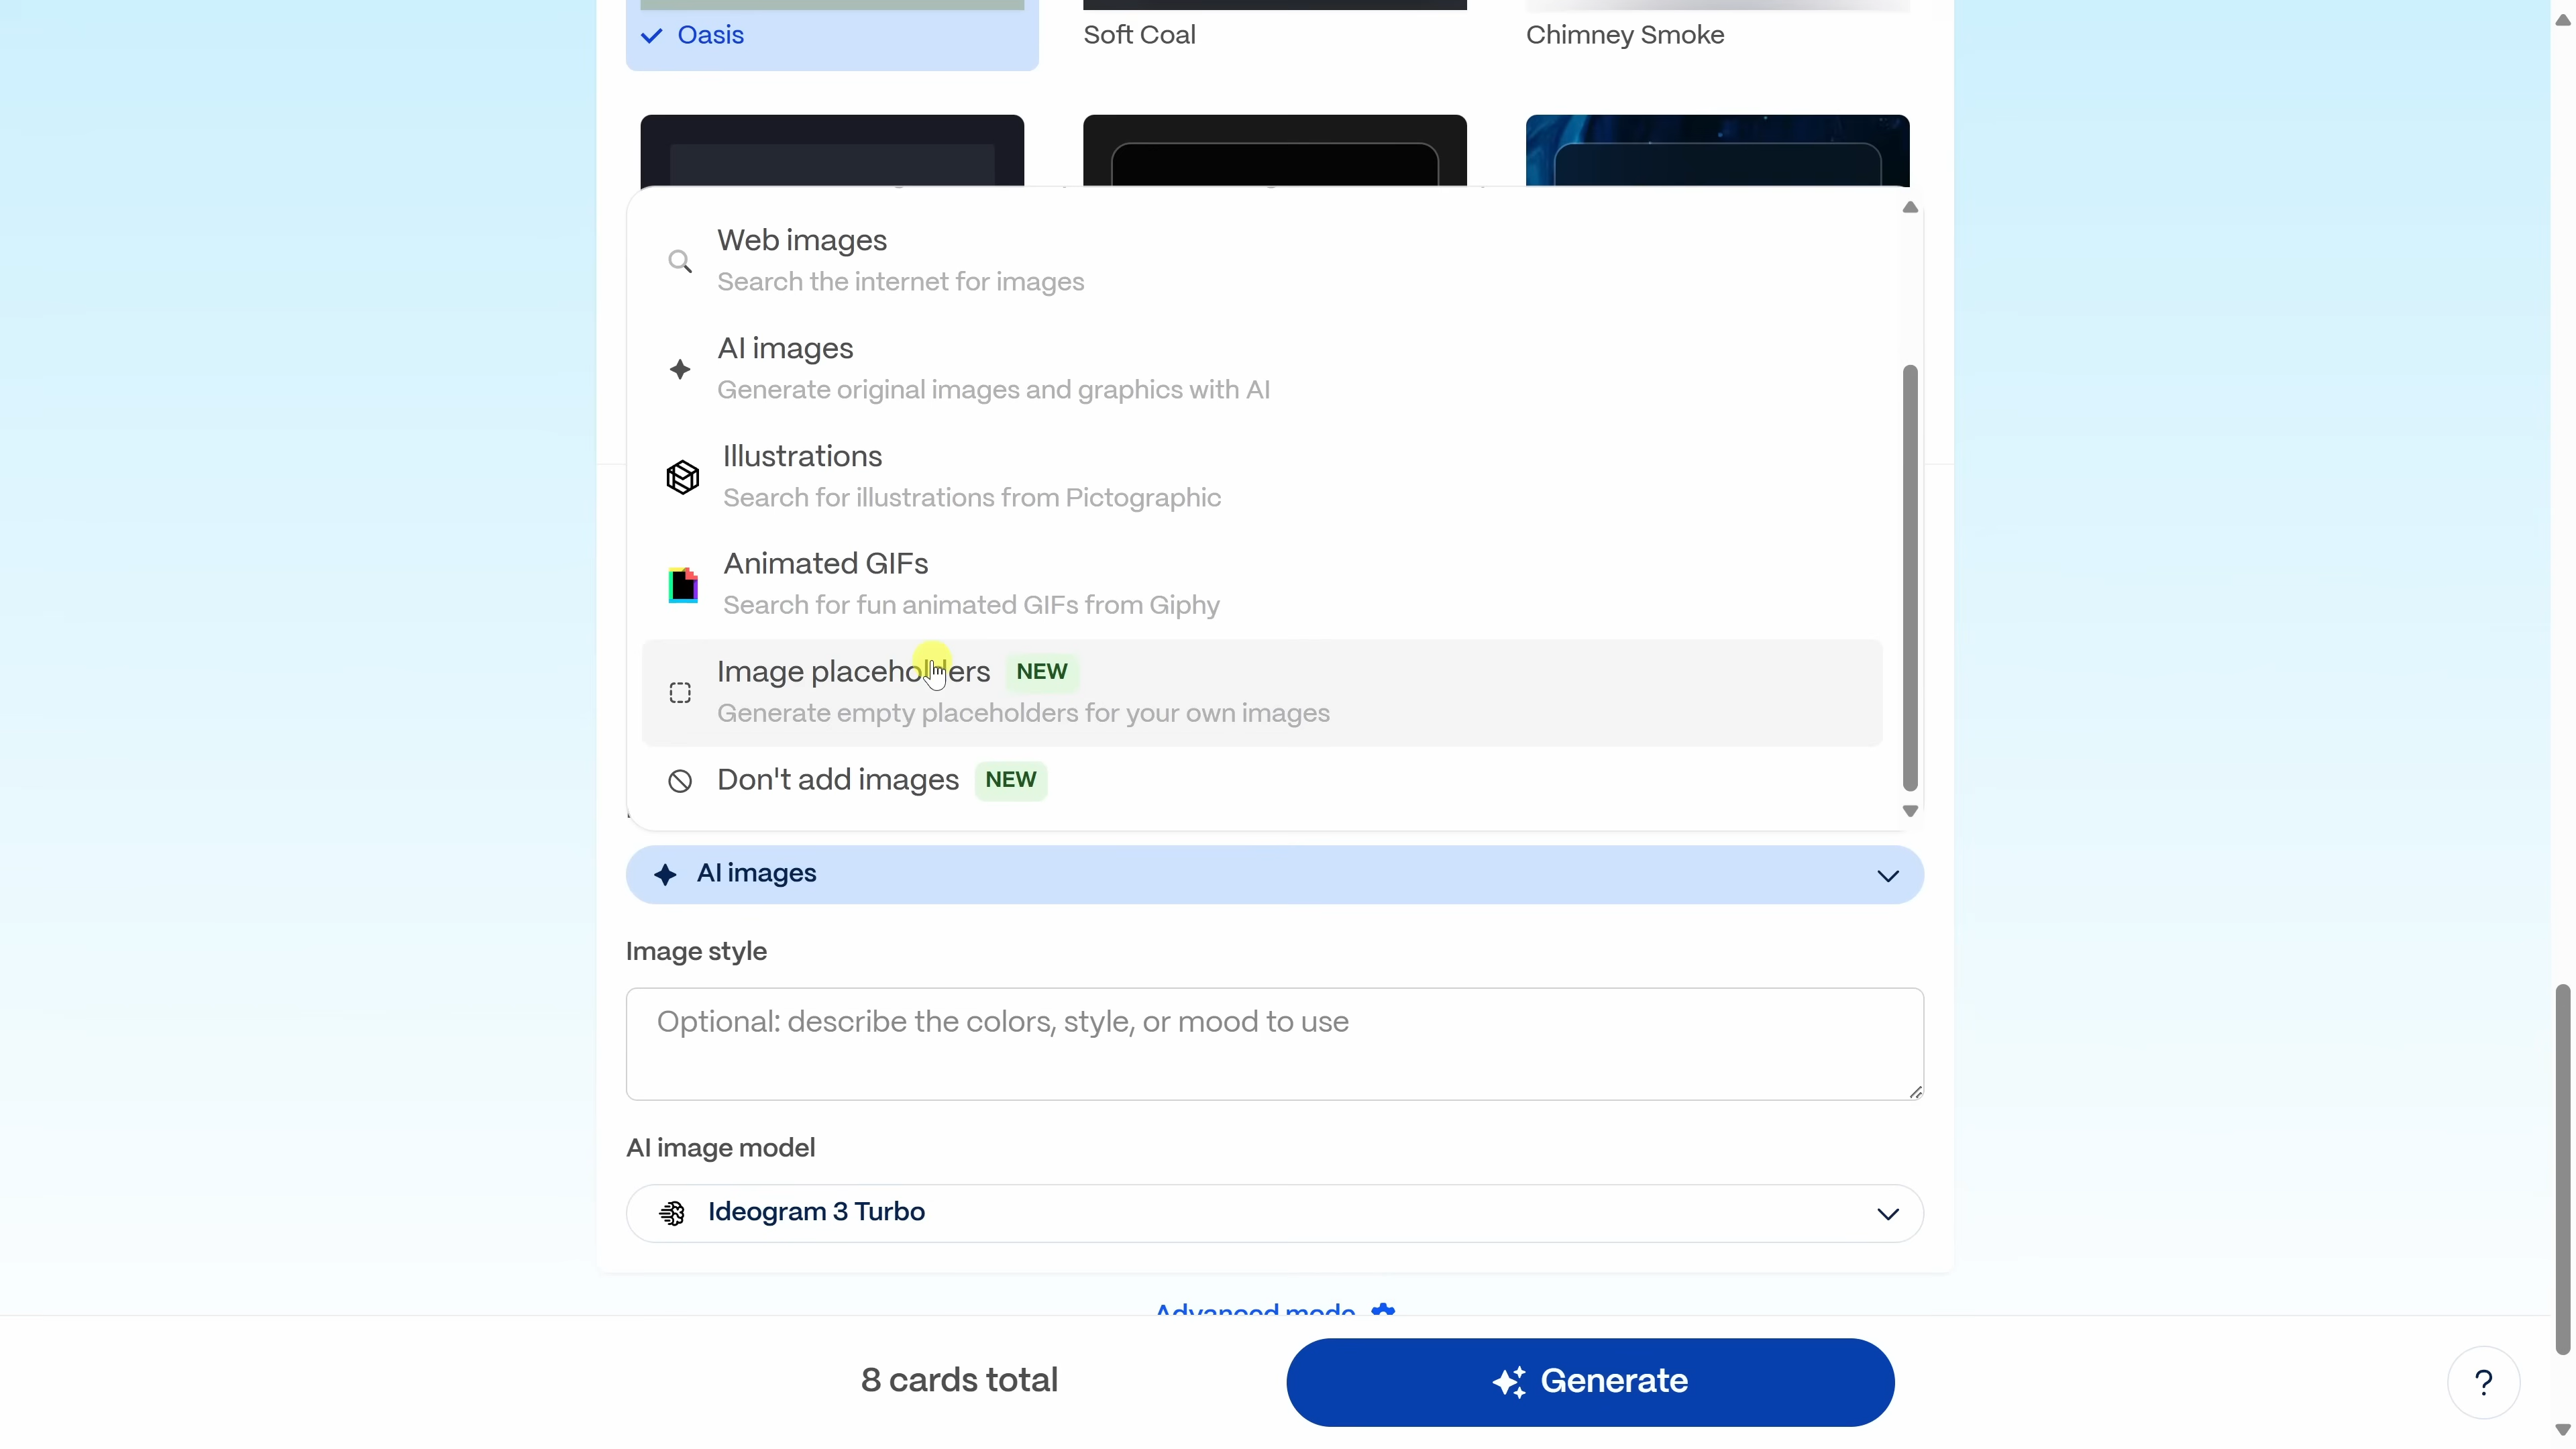 Oasis
Soft Coal
Chimney Smoke
Web images
Search the internet for images
AI images
Generate original images and graphics with AI
Illustrations
Search for illustrations from Pictographic
Animated GIFs
Search for fun animated GIFs from Giphy
Image placeholders NEW
Generate empty placeholders for your own images
Don't add images NEW
AI images
Image style
Optional: describe the colors, style, or mood to use
AI image model
Ideogram 3 Turbo
Advanced mode
8 cards total
Generate
?